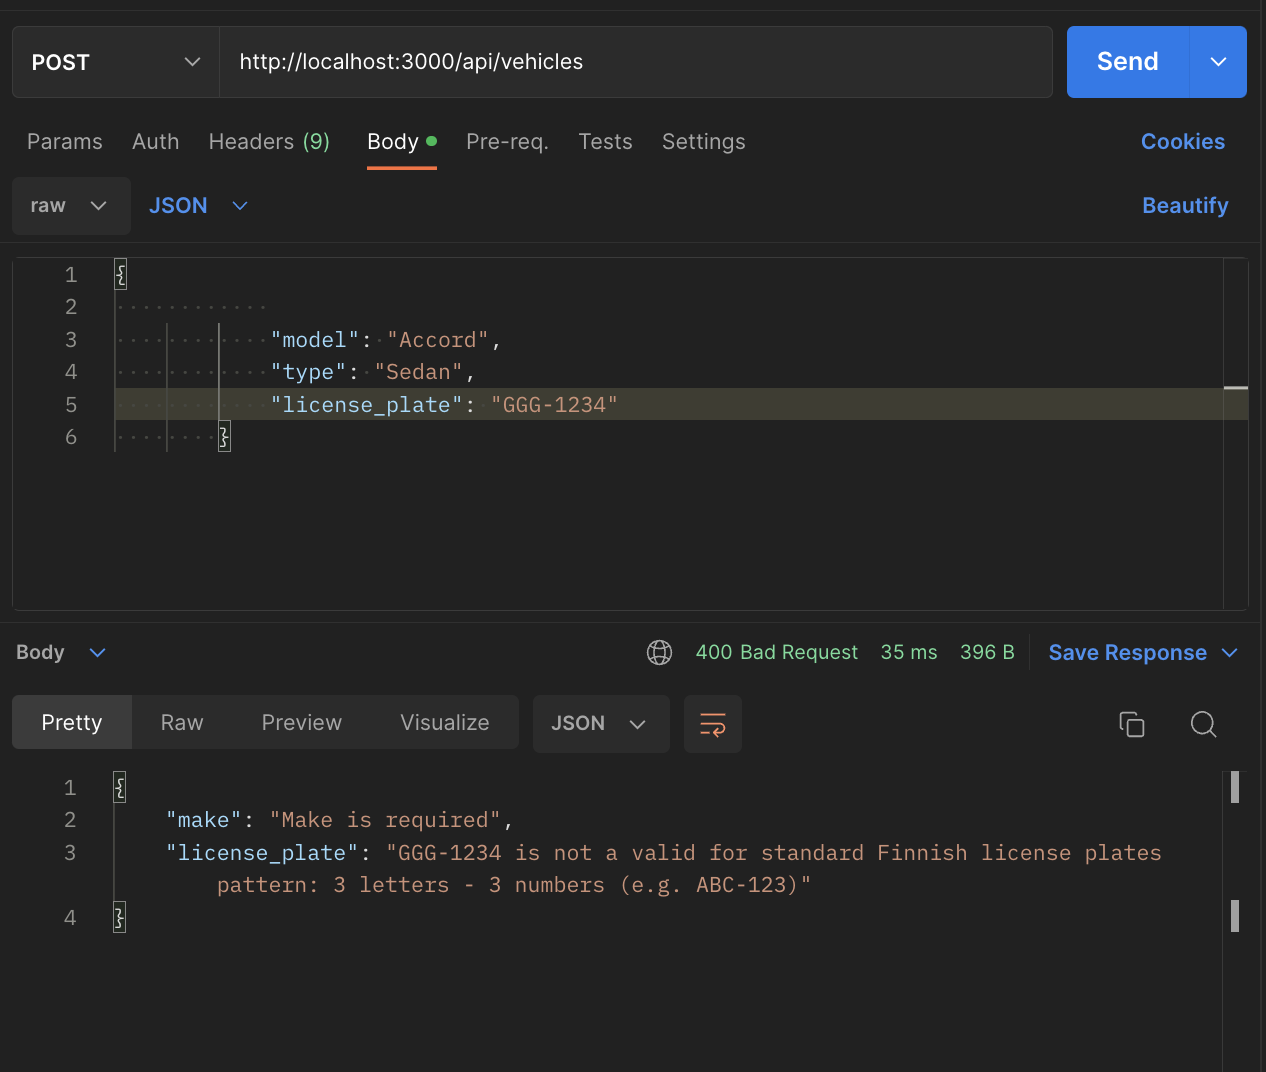 POST http://localhost:3000/api/vehicles Send
Params Auth Headers (9) Body Pre-req. Tests Settings Cookies
raw JSON Beautify
1 {
2
3 "model": "Accord",
4 "type": "Sedan",
5 "license_plate": "GGG-1234"
6 }
Body 400 Bad Request 35 ms 396 B Save Response
Pretty Raw Preview Visualize JSON
1 {
2 "make": "Make is required",
3 "license_plate": "GGG-1234 is not a valid for standard Finnish license plates
pattern: 3 letters - 3 numbers (e.g. ABC-123)"
4 }